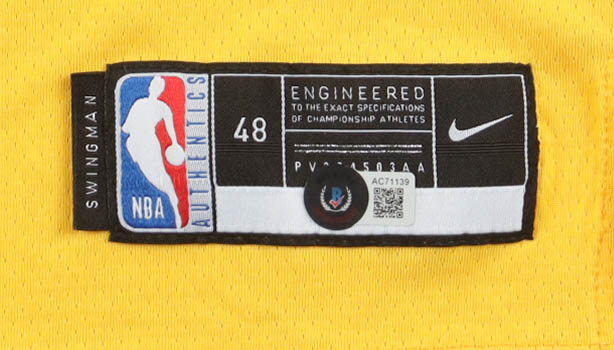 SWINGMAN
NBA
AUTHENTICS
48
ENGINEERED
TO THE EXACT SPECIFICATIONS
OF CHAMPIONSHIP ATHLETES
AC71139
B